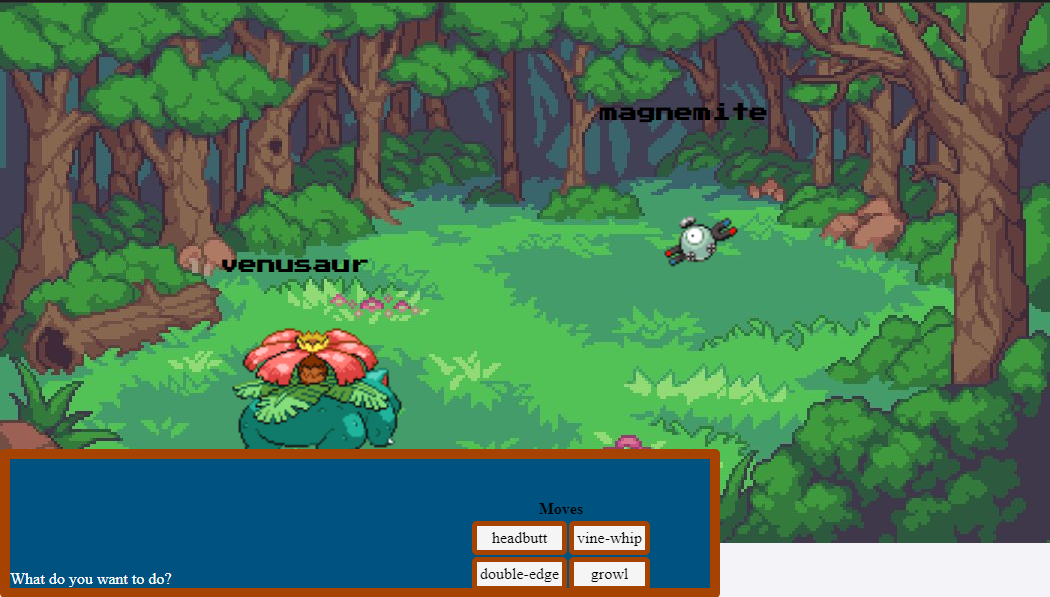 magnemite
venusaur
Moves
headbutt vine-whip
double-edge growl
What do you want to do?